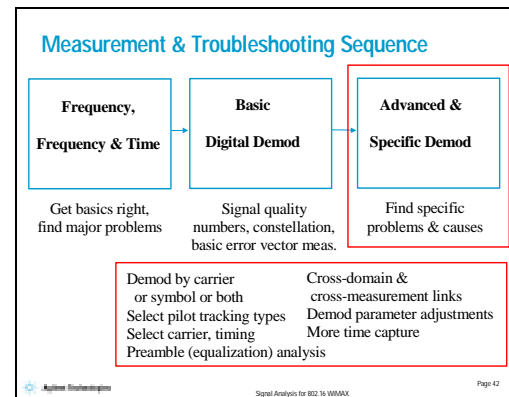 Measurement & Troubleshooting Sequence
Frequency,
Frequency & Time
Basic
Digital Demod
Advanced &
Specific Demod
Get basics right,
find major problems
Signal quality
numbers, constellation,
basic error vector meas.
Find specific
problems & causes
Demod by carrier
or symbol or both
Select pilot tracking types
Select carrier, timing
Preamble (equalization) analysis
Cross-domain &
cross-measurement links
Demod parameter adjustments
More time capture
Agilent Technologies
Signal Analysis for 802.16 WiMAX
Page 42